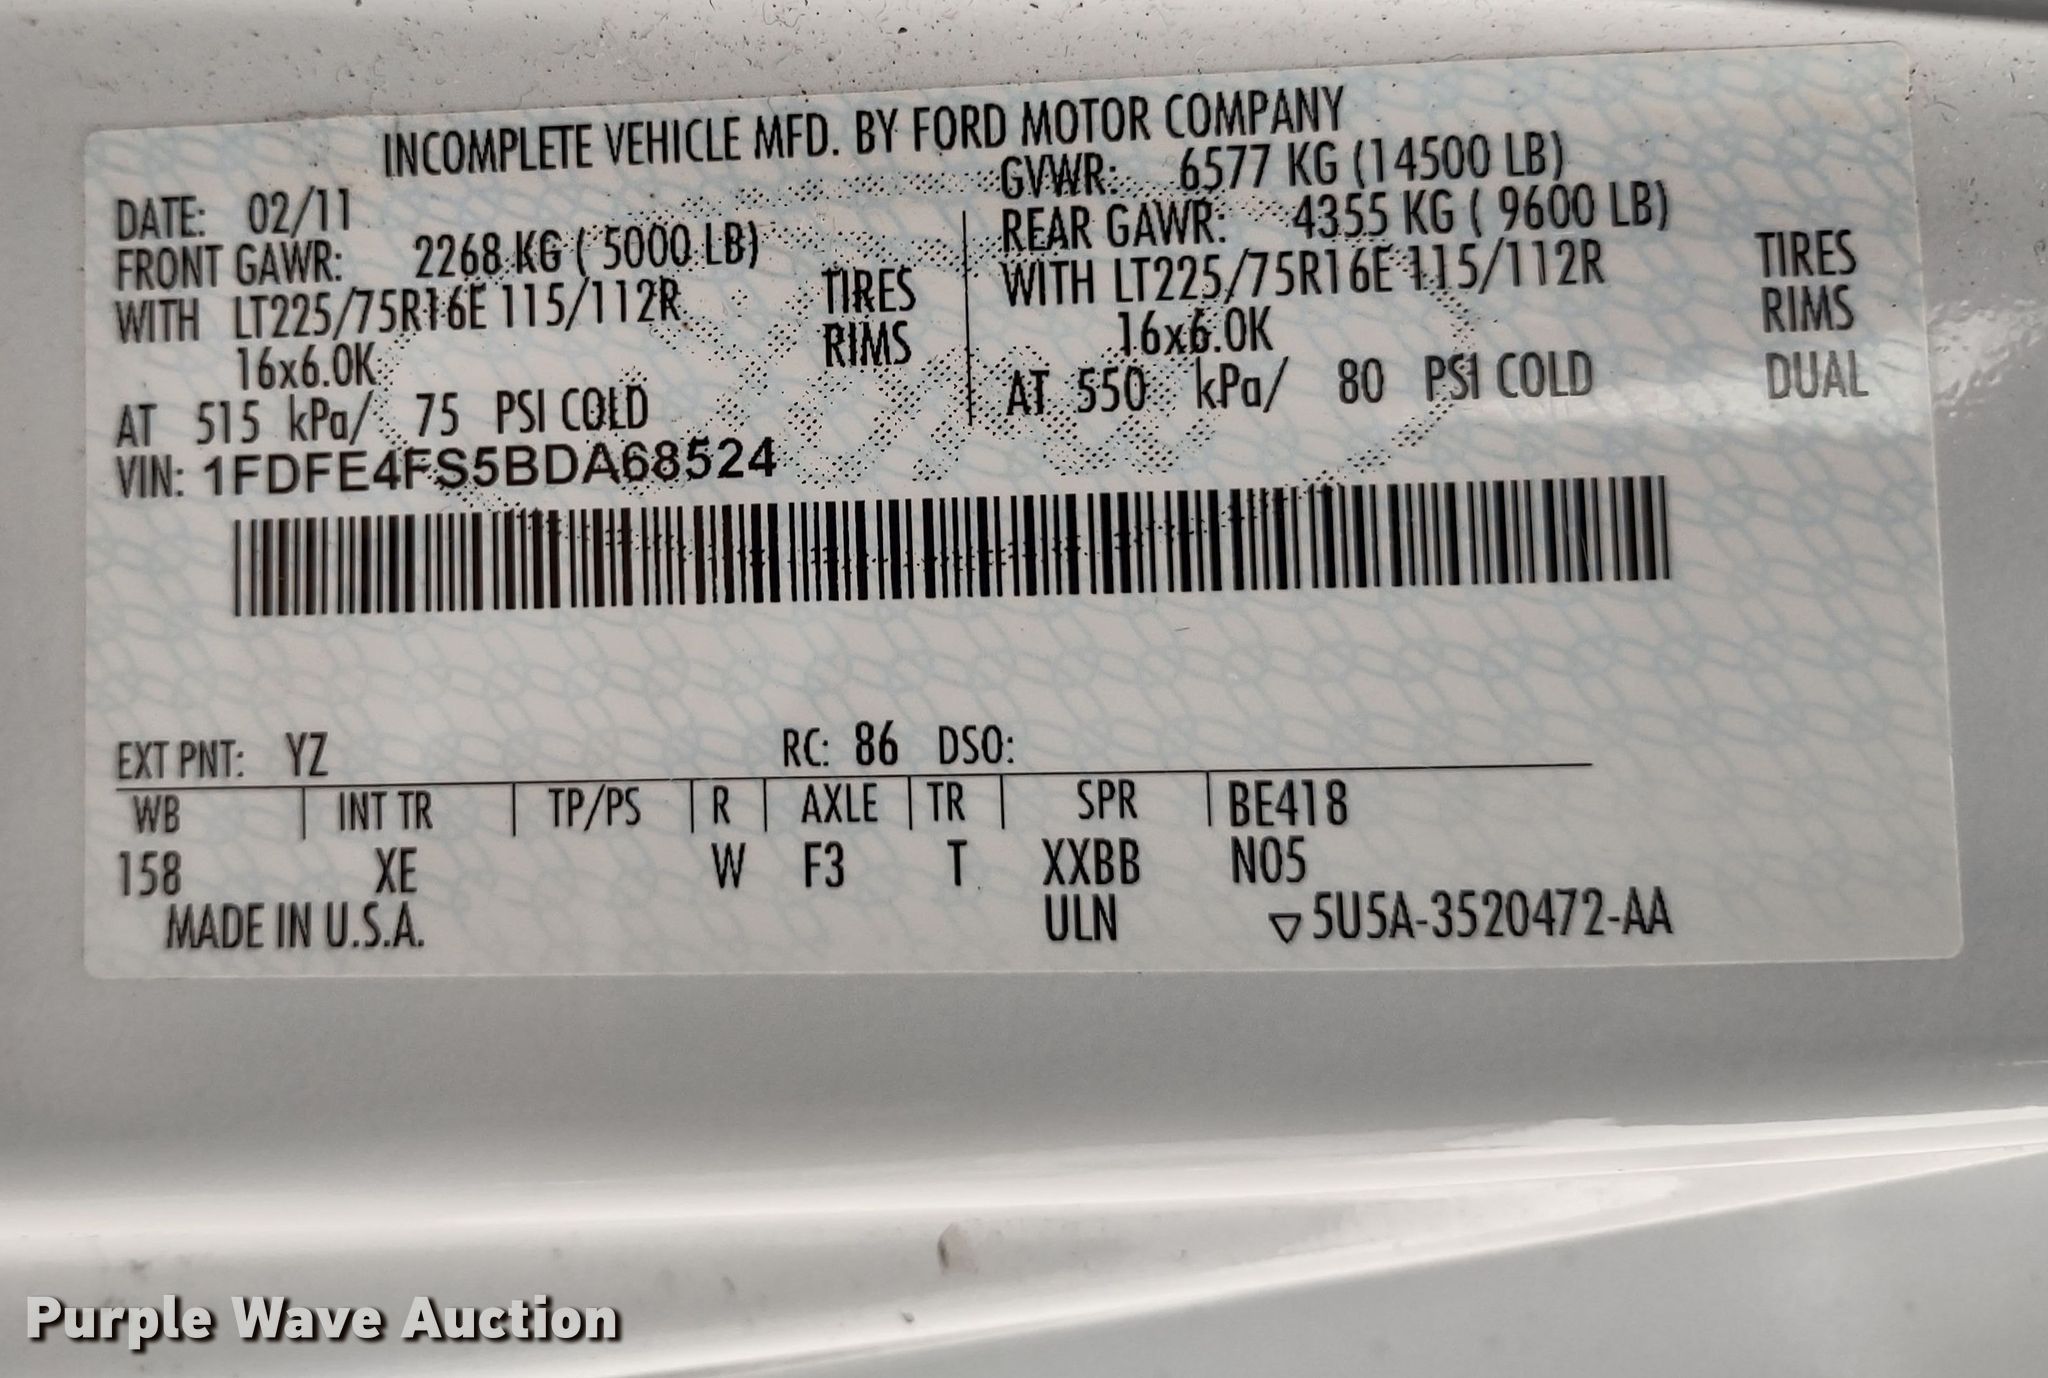 INCOMPLETE VEHICLE MFD. BY FORD MOTOR COMPANY
DATE: 02/11
GVWR: 6577 KG (14500 LB)
FRONT GAWR: 2268 KG ( 5000 LB)
WITH LT225/75R16E 115/112R TIRES
16x6.0K RIMS
AT 515 kPa/ 75 PSI COLD
REAR GAWR: 4355 KG ( 9600 LB)
WITH LT225/75R16E 115/112R TIRES
16x6.0K RIMS
AT 550 kPa/ 80 PSI COLD DUAL
VIN: 1FDFE4FS5BDA68524
EXT PNT: YZ RC: 86 DSO:
WB | INT TR | TP/PS | R | AXLE | TR | SPR | BE418
158 XE W F3 T XXBB N05
MADE IN U.S.A. ULN ▽5U5A-3520472-AA
Purple Wave Auction